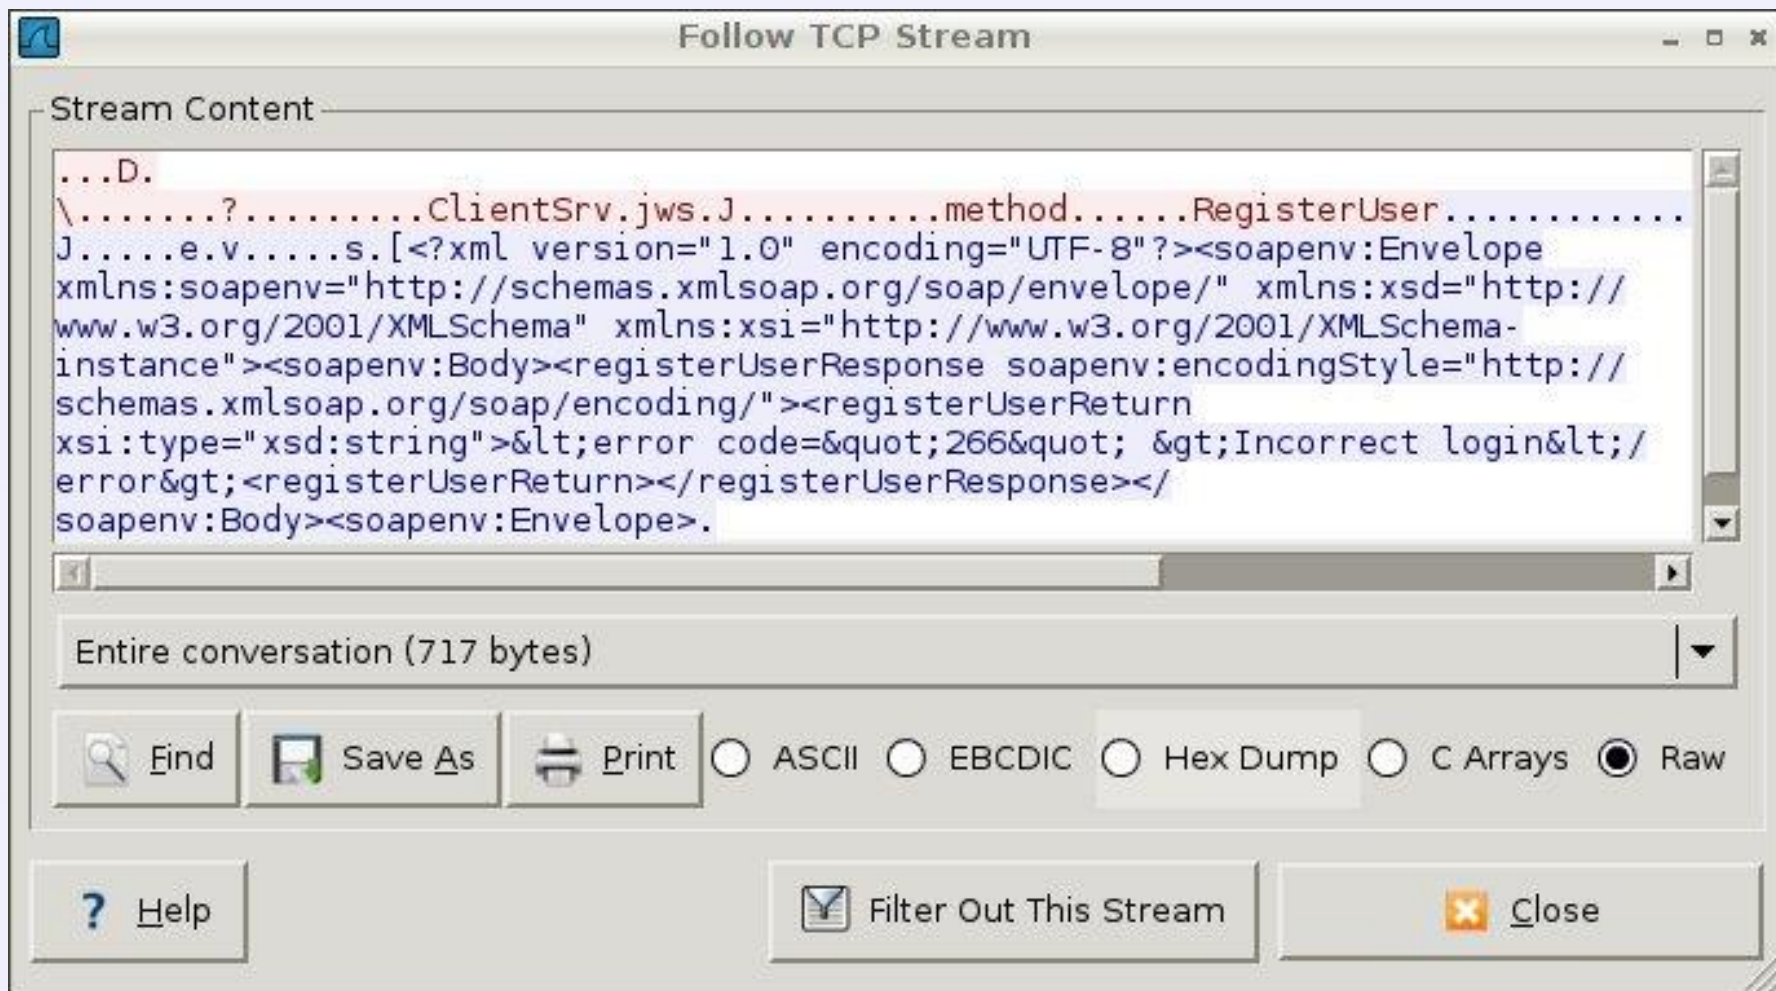 Follow TCP Stream
Stream Content
...D.
\.......?.........ClientSrv.jws.J..........method......RegisterUser............
J.....e.v.....s.[<?xml version="1.0" encoding="UTF-8"?><soapenv:Envelope
xmlns:soapenv="http://schemas.xmlsoap.org/soap/envelope/" xmlns:xsd="http://
www.w3.org/2001/XMLSchema" xmlns:xsi="http://www.w3.org/2001/XMLSchema-
instance"><soapenv:Body><registerUserResponse soapenv:encodingStyle="http://
schemas.xmlsoap.org/soap/encoding/"><registerUserReturn
xsi:type="xsd:string">&lt;error code=&quot;266&quot; &gt;Incorrect login&lt;/
error&gt;<registerUserReturn></registerUserResponse></
soapenv:Body><soapenv:Envelope>.
Entire conversation (717 bytes)
Find Save As Print ASCII EBCDIC Hex Dump C Arrays Raw
? Help Filter Out This Stream Close